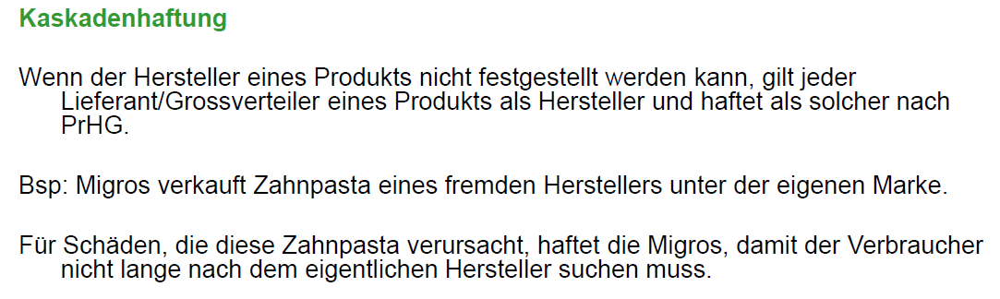 Kaskadenhaftung
Wenn der Hersteller eines Produkts nicht festgestellt werden kann, gilt jeder
Lieferant/Grossverteiler eines Produkts als Hersteller und haftet als solcher nach
PrHG.
Bsp: Migros verkauft Zahnpasta eines fremden Herstellers unter der eigenen Marke.
Für Schäden, die diese Zahnpasta verursacht, haftet die Migros, damit der Verbraucher
nicht lange nach dem eigentlichen Hersteller suchen muss.